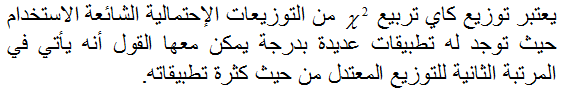 يعتبر توزيع كاي تربيع χ² من التوزيعات الإحتمالية الشائعة الاستخدام
حيث توجد له تطبيقات عديدة بدرجة يمكن معها القول أنه يأتي في
المرتبة الثانية للتوزيع المعتدل من حيث كثرة تطبيقاته.